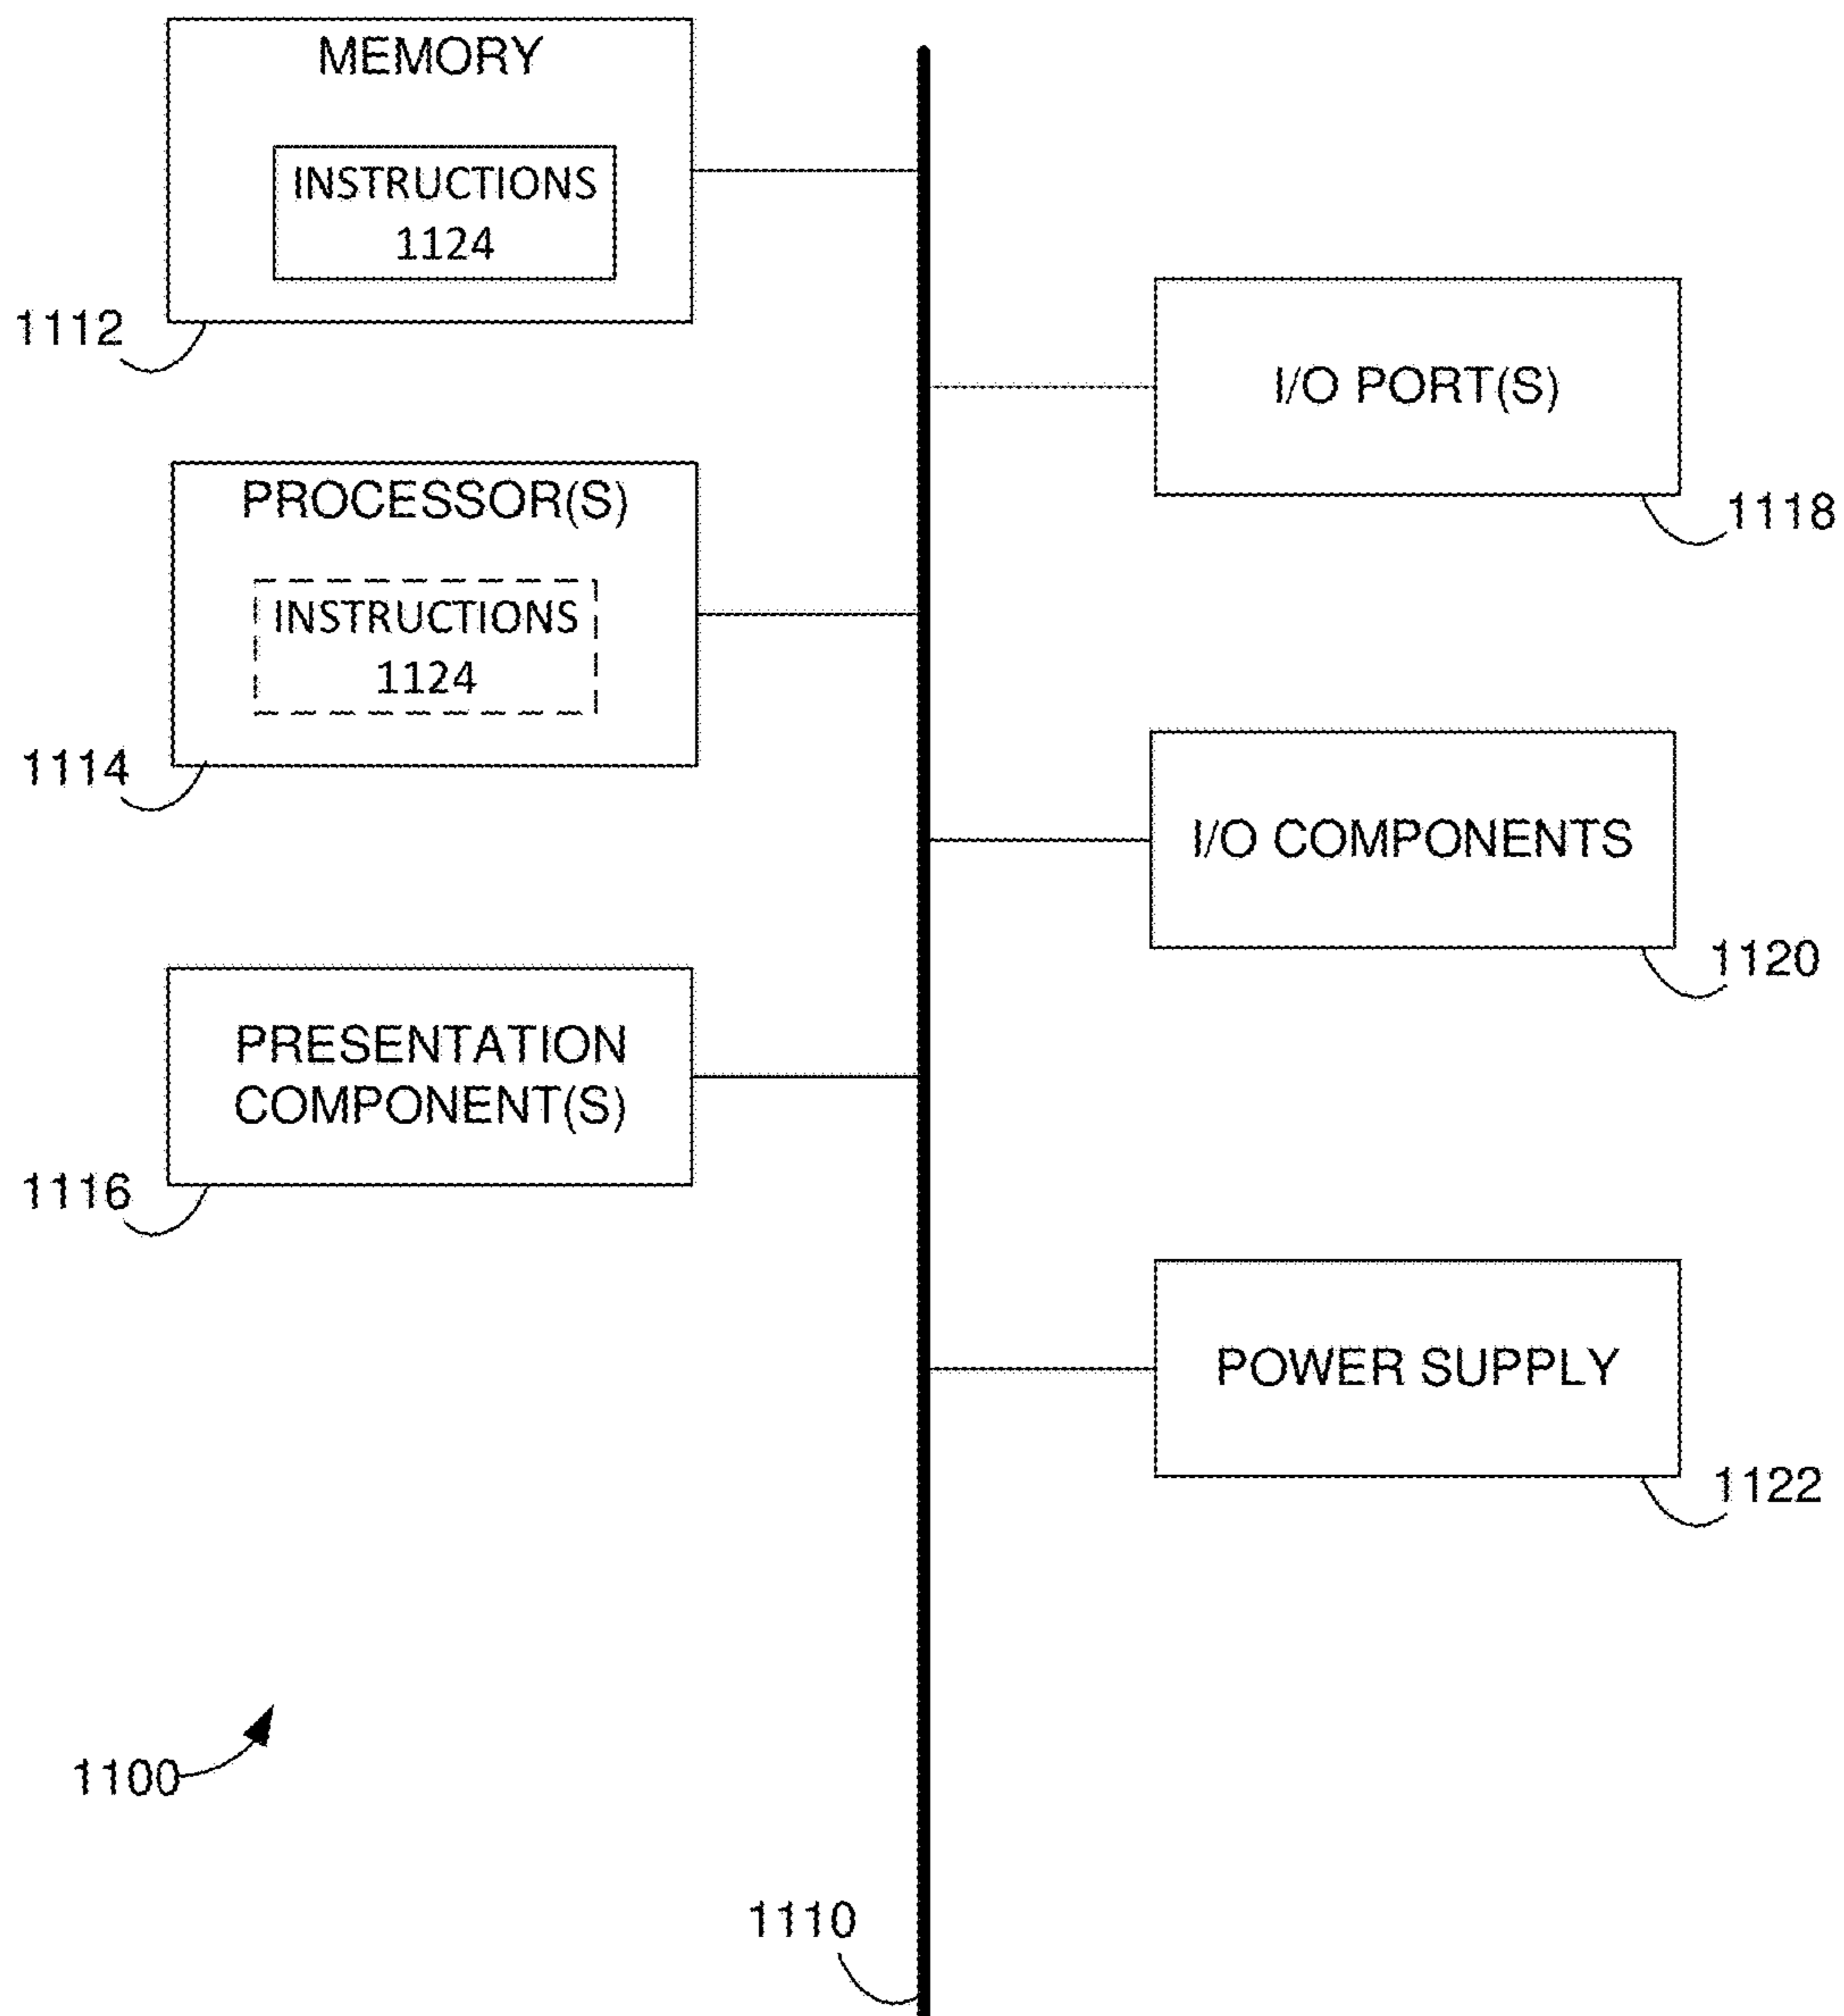 MEMORY
INSTRUCTIONS
1124
1112
I/O PORT(S)
1118
PROCESSOR(S)
INSTRUCTIONS
1124
1114
I/O COMPONENTS
1120
PRESENTATION
COMPONENT(S)
1116
POWER SUPPLY
1122
1100
1110